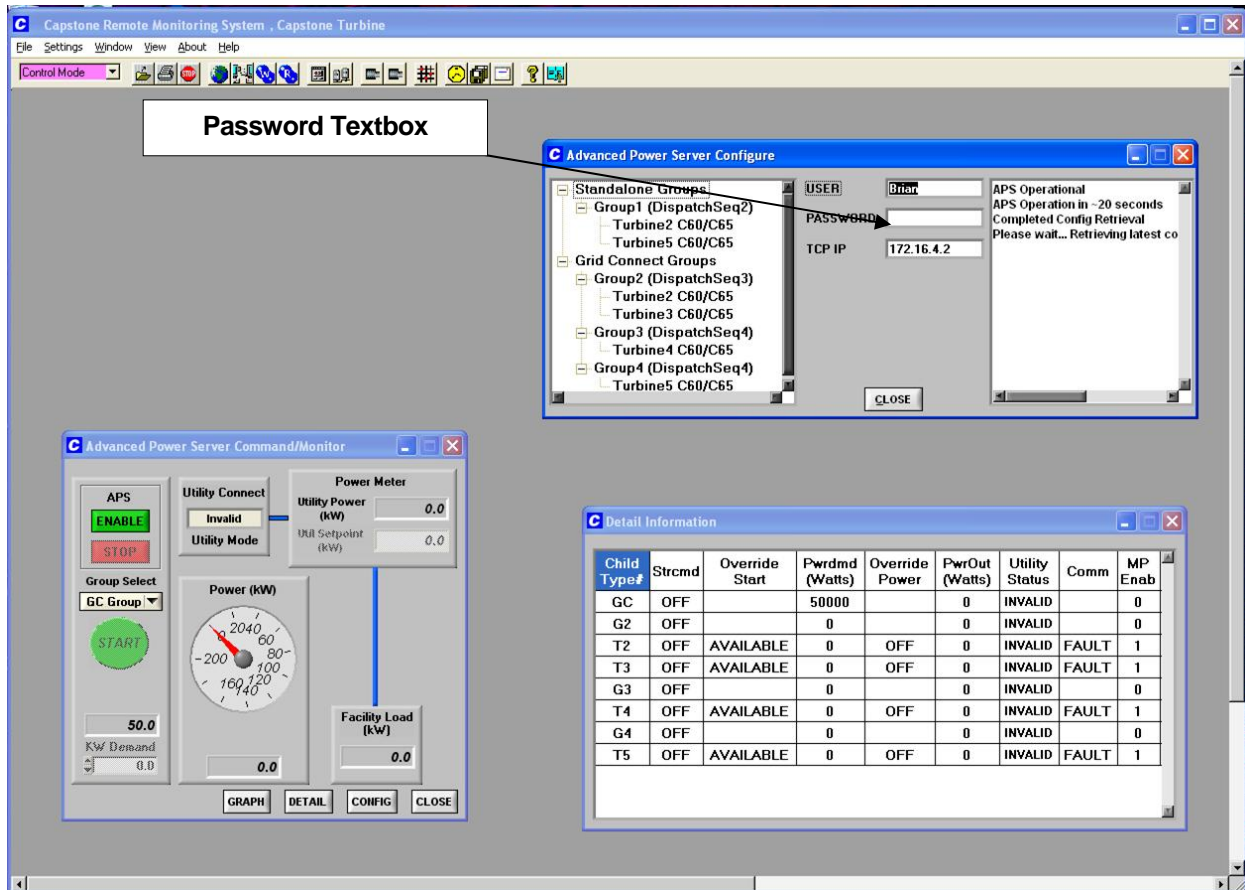 Capstone Remote Monitoring System , Capstone Turbine
File Settings Window View About Help
Control Mode
STOP
W R
Password Textbox
Advanced Power Server Configure
Standalone Groups
Group1 (DispatchSeq2)
Turbine2 C60/C65
Turbine5 C60/C65
Grid Connect Groups
Group2 (DispatchSeq3)
Turbine2 C60/C65
Turbine3 C60/C65
Group3 (DispatchSeq4)
Turbine4 C60/C65
Group4 (DispatchSeq4)
Turbine5 C60/C65
USER Brian
PASSWORD
TCP IP 172.16.4.2
CLOSE
APS Operational
APS Operation in ~20 seconds
Completed Config Retrieval
Please wait... Retrieving latest co
Advanced Power Server Command/Monitor
APS
ENABLE
STOP
Group Select
GC Group
START
50.0
KW Demand
0.0
Utility Connect
Invalid
Utility Mode
Power Meter
Utility Power (kW) 0.0
Util Setpoint (kW) 0.0
Power (kW)
0 20 40 60 80 100 120 140 160 200
0.0
Facility Load (kW)
0.0
GRAPH DETAIL CONFIG CLOSE
Detail Information
Child Type# Strcmd Override Start Pwrdmd (Watts) Override Power PwrOut (Watts) Utility Status Comm MP Enab
GC OFF 50000 0 INVALID 0
G2 OFF 0 0 INVALID 0
T2 OFF AVAILABLE 0 OFF 0 INVALID FAULT 1
T3 OFF AVAILABLE 0 OFF 0 INVALID FAULT 1
G3 OFF 0 0 INVALID 0
T4 OFF AVAILABLE 0 OFF 0 INVALID FAULT 1
G4 OFF 0 0 INVALID 0
T5 OFF AVAILABLE 0 OFF 0 INVALID FAULT 1